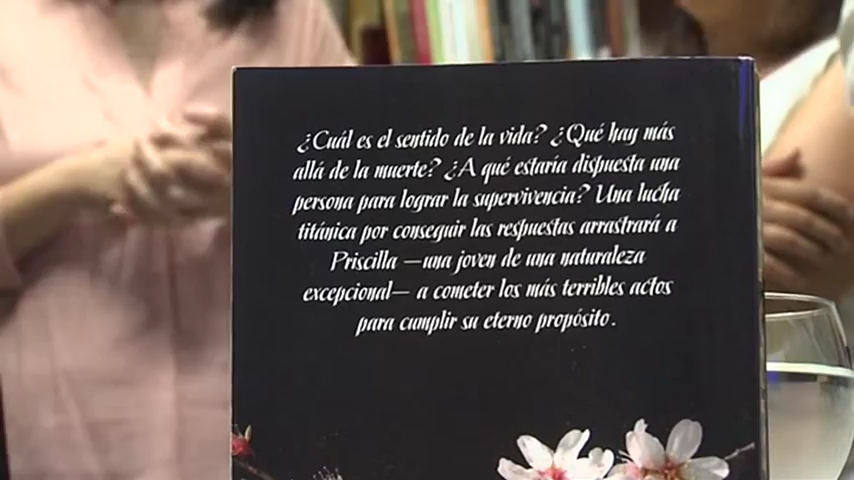 ¿Cuál es el sentido de la vida? ¿Qué hay más
allá de la muerte? ¿A qué estaría dispuesta una
persona para lograr la supervivencia? Una lucha
titánica por conseguir las respuestas arrastrará a
Priscilla —una joven de una naturaleza
excepcional— a cometer los más terribles actos
para cumplir su eterno propósito.